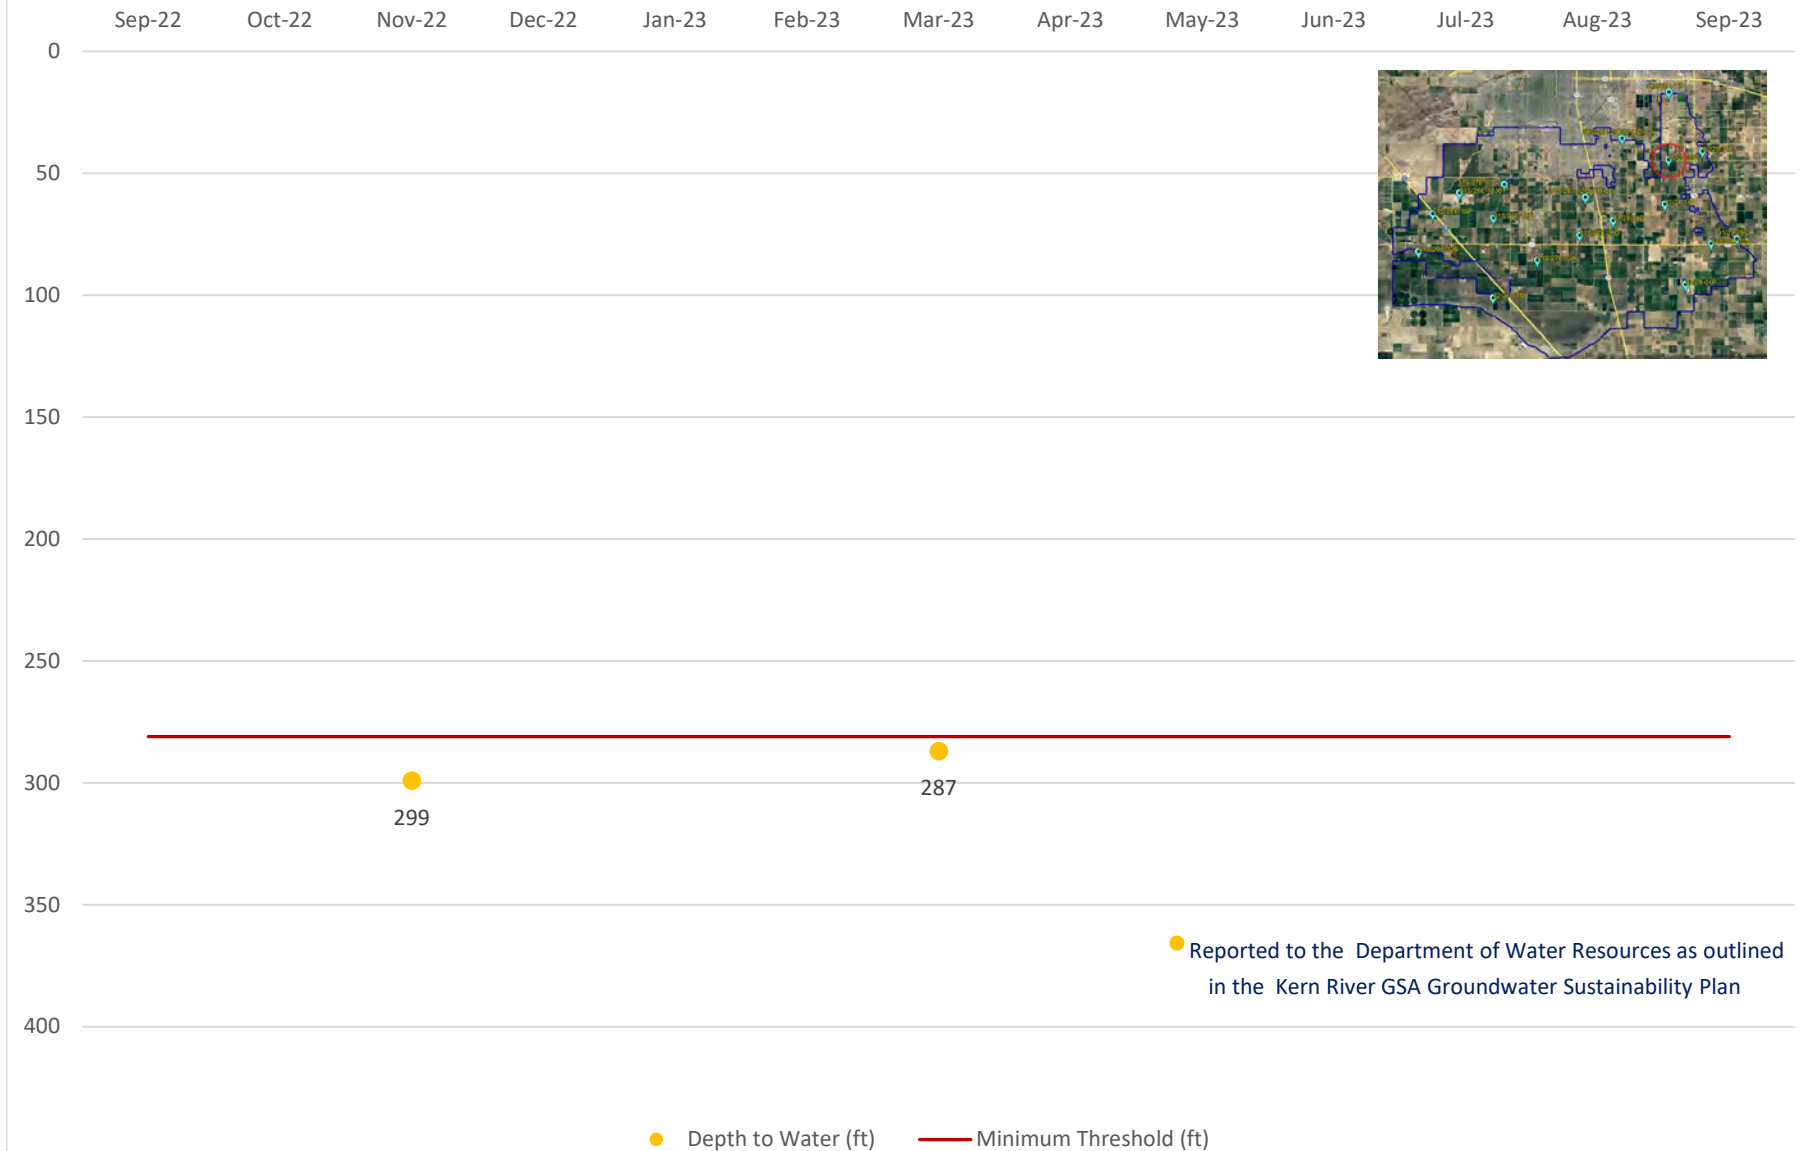 Sep-22 Oct-22 Nov-22 Dec-22 Jan-23 Feb-23 Mar-23 Apr-23 May-23 Jun-23 Jul-23 Aug-23 Sep-23
0
50
100
150
200
250
300
350
400
299
287
Reported to the Department of Water Resources as outlined
in the Kern River GSA Groundwater Sustainability Plan
Depth to Water (ft) Minimum Threshold (ft)